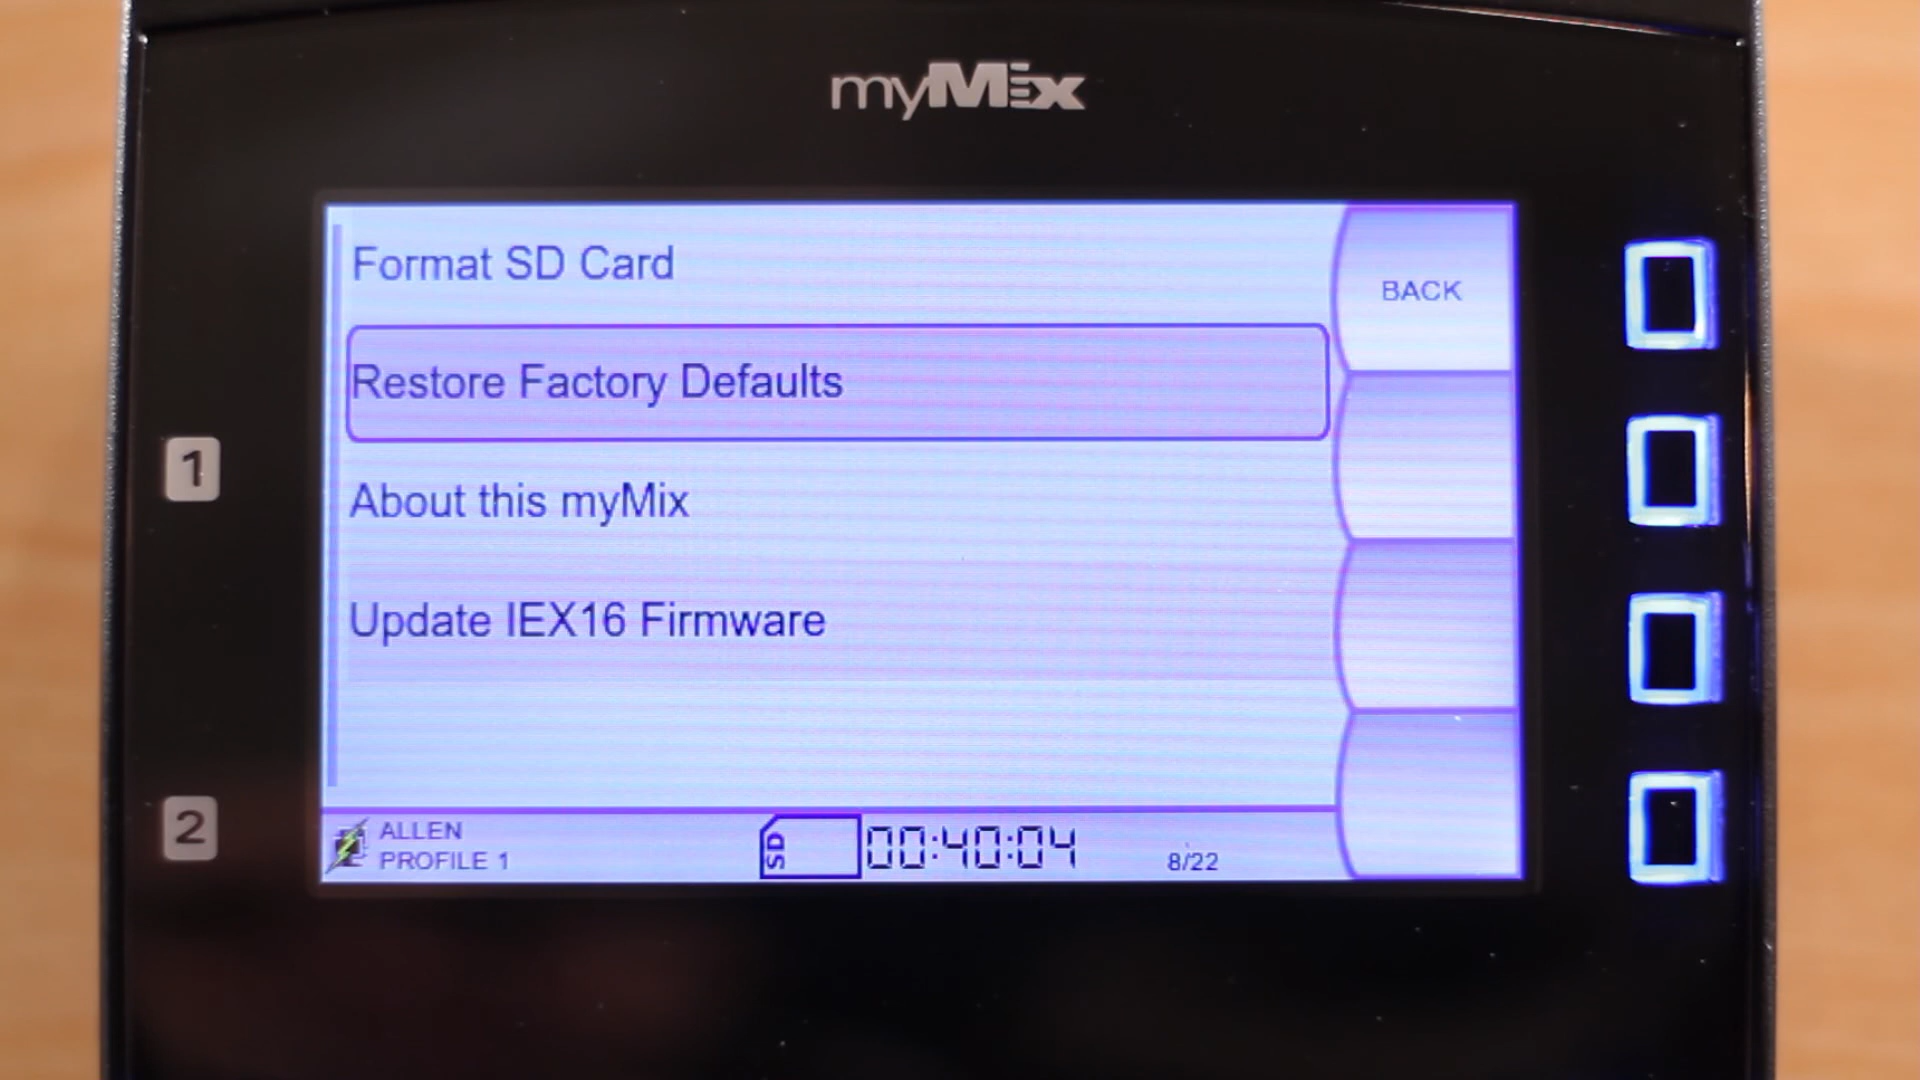 myMix
Format SD Card
BACK
Restore Factory Defaults
1
About this myMix
Update IEX16 Firmware
2
ALLEN
PROFILE 1
SD
00:40:04
8/22